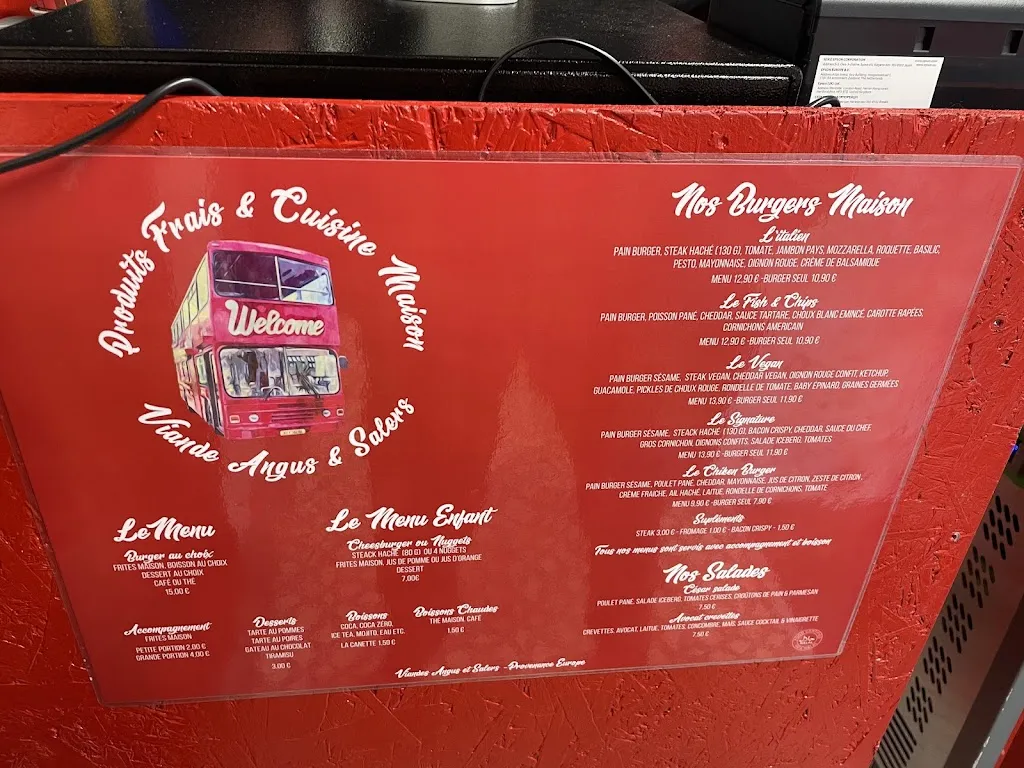 Produits Frais & Cuisine Maison
Welcome
Viande Angus & Salers
Le Menu
Burger au choix
FRITES MAISON, BOISSON AU CHOIX
DESSERT AU CHOIX
CAFÉ OU THÉ
15,00 €
Le Menu Enfant
Cheesburger ou Nuggets
STEACK HACHÉ (80 G) OU 4 NUGGETS
FRITES MAISON, JUS DE POMME OU JUS D'ORANGE
DESSERT
7,00€
Accompagnement
FRITES MAISON
PETITE PORTION 2,00 €
GRANDE PORTION 4,00 €
Desserts
TARTE AU POMMES
TARTE AU POIRES
GATEAU AU CHOCOLAT
TIRAMISU
3,00 €
Boissons
COCA, COCA ZÉRO,
ICE TEA, MOJITO, EAU ETC.
LA CANETTE 1,50 €
Boissons Chaudes
THE MAISON, CAFE
1,50 €
Viandes Angus et Salers - Provenance Europe
Nos Burgers Maison
L'italien
PAIN BURGER, STEAK HACHÉ (130 G), TOMATE, JAMBON PAYS, MOZZARELLA, ROQUETTE, BASILIC,
PESTO, MAYONNAISE, OIGNON ROUGE, CRÈME DE BALSAMIQUE
MENU 12,90 € -BURGER SEUL 10,90 €
Le Fish & Chips
PAIN BURGER, POISSON PANÉ, CHEDDAR, SAUCE TARTARE, CHOUX BLANC EMINCÉ, CAROTTE RAPÉES,
CORNICHONS AMERICAIN
MENU 12,90 € -BURGER SEUL 10,90 €
Le Vegan
PAIN BURGER SÉSAME, STEAK VEGAN, CHEDDAR VEGAN, OIGNON ROUGE CONFIT, KETCHUP,
GUACAMOLE, PICKLES DE CHOUX ROUGE, RONDELLE DE TOMATE, BABY ÉPINARD, GRAINES GERMÉES
MENU 13,90 € -BURGER SEUL 11,90 €
Le Signature
PAIN BURGER SÉSAME, STEACK HACHÉ (130 G), BACON CRISPY, CHEDDAR, SAUCE DU CHEF,
GROS CORNICHON, OIGNONS CONFITS, SALADE ICEBERG, TOMATES
MENU 13,90 € -BURGER SEUL 11,90 €
Le Chiken Burger
PAIN BURGER SÉSAME, POULET PANÉ, CHEDDAR, MAYONNAISE, JUS DE CITRON, ZESTE DE CITRON,
CRÈME FRAICHE, AIL HACHÉ, LAITUE, RONDELLE DE CORNICHONS, TOMATE
MENU 9,90 € -BURGER SEUL 7,90 €
Supléments
STEAK 3,00 € - FROMAGE 1,00 € - BACON CRISPY - 1,50 €
Tous nos menus sont servis avec accompagnement et boisson
Nos Salades
César salade
POULET PANÉ, SALADE ICEBERG, TOMATES CERISES, CROÛTONS DE PAIN & PARMESAN
7,50 €
Avocat crevettes
CREVETTES, AVOCAT, LAITUE, TOMATES, CONCOMBRE, MAÏS, SAUCE COCKTAIL & VINAIGRETTE
7,50 €